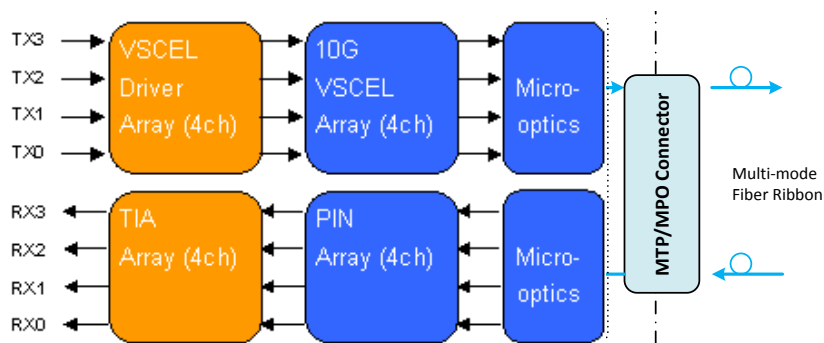 TX3
TX2
TX1
TX0
VSCEL
Driver
Array (4ch)
10G
VSCEL
Array (4ch)
Micro-
optics
MTP/MPO Connector
Multi-mode
Fiber Ribbon
RX3
RX2
RX1
RX0
TIA
Array (4ch)
PIN
Array (4ch)
Micro-
optics